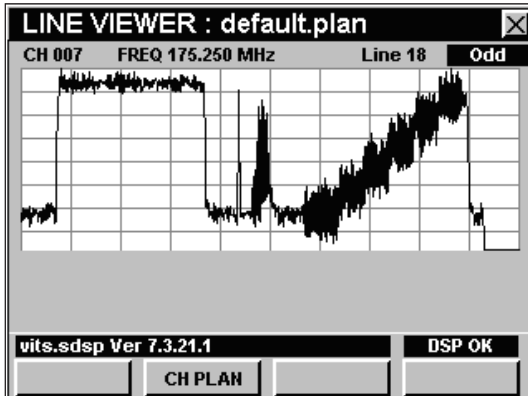 LINE VIEWER : default.plan
CH 007 FREQ 175.250 MHz Line 18 Odd
vits.sdsp Ver 7.3.21.1 DSP OK
CH PLAN